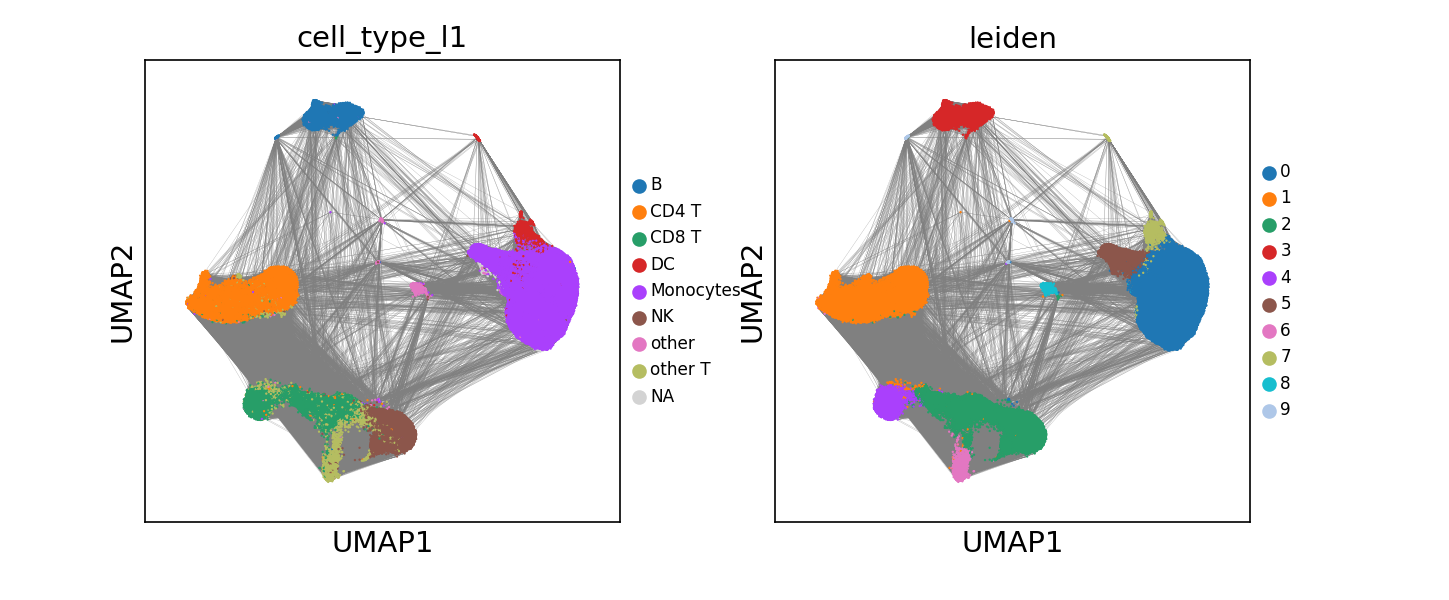 cell_type_l1
UMAP2
UMAP1
B
CD4 T
CD8 T
DC
Monocytes
NK
other
other T
NA
leiden
UMAP2
UMAP1
0
1
2
3
4
5
6
7
8
9